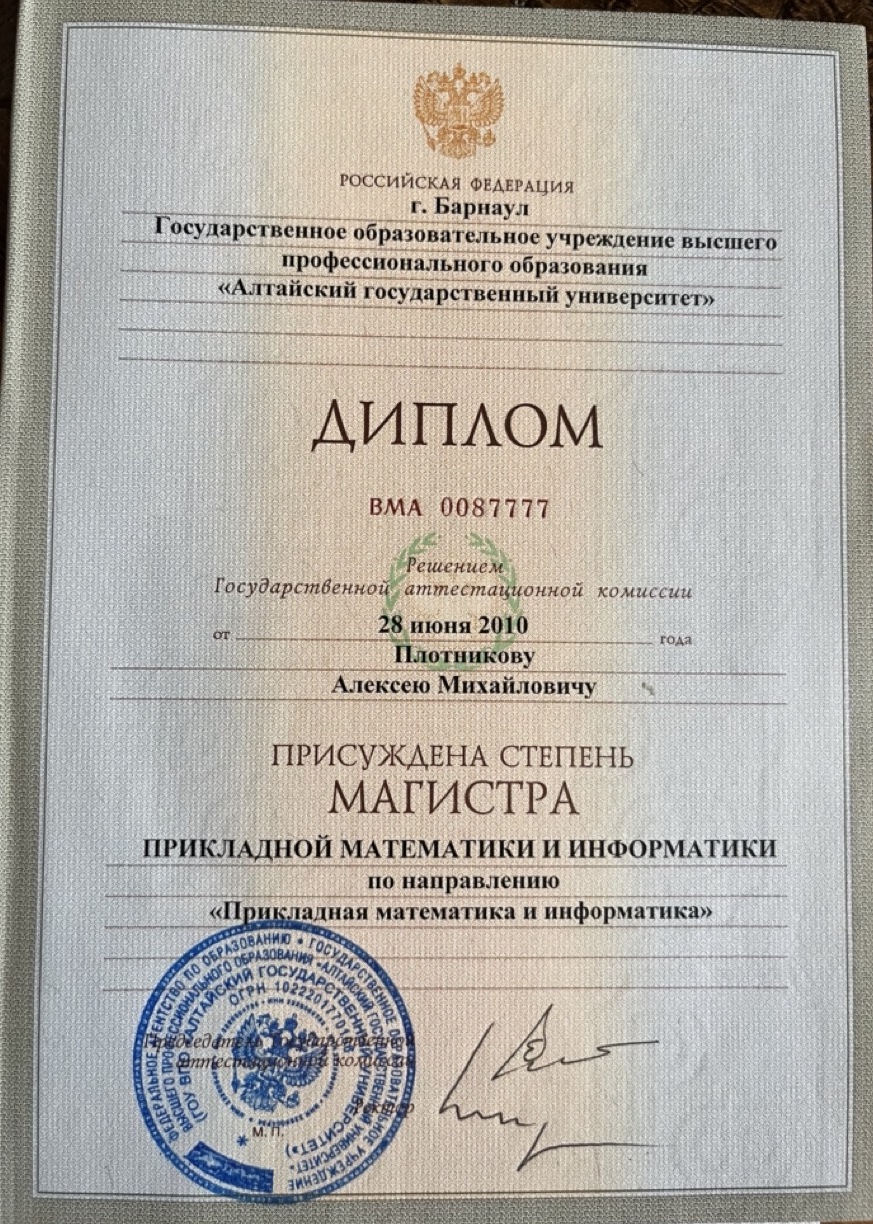 РОССИЙСКАЯ ФЕДЕРАЦИЯ
г. Барнаул
Государственное образовательное учреждение высшего
профессионального образования
«Алтайский государственный университет»
ДИПЛОМ
ВМА 0087777
Решением
Государственной аттестационной комиссии
от 28 июня 2010 года
Плотникову
Алексею Михайловичу
ПРИСУЖДЕНА СТЕПЕНЬ
МАГИСТРА
ПРИКЛАДНОЙ МАТЕМАТИКИ И ИНФОРМАТИКИ
по направлению
«Прикладная математика и информатика»
ФЕДЕРАЛЬНОЕ АГЕНТСТВО ПО ОБРАЗОВАНИЮ • ГОСУДАРСТВЕННОЕ ОБРАЗОВАТЕЛЬНОЕ УЧРЕЖДЕНИЕ
ВЫСШЕГО ПРОФЕССИОНАЛЬНОГО ОБРАЗОВАНИЯ «АЛТАЙСКИЙ ГОСУДАРСТВЕННЫЙ УНИВЕРСИТЕТ»
(ГОУ ВПО «АЛТАЙСКИЙ ГОСУДАРСТВЕННЫЙ УНИВЕРСИТЕТ»)
ОГРН
Председатель Государственной
аттестационной комиссии
Ректор
М. П.